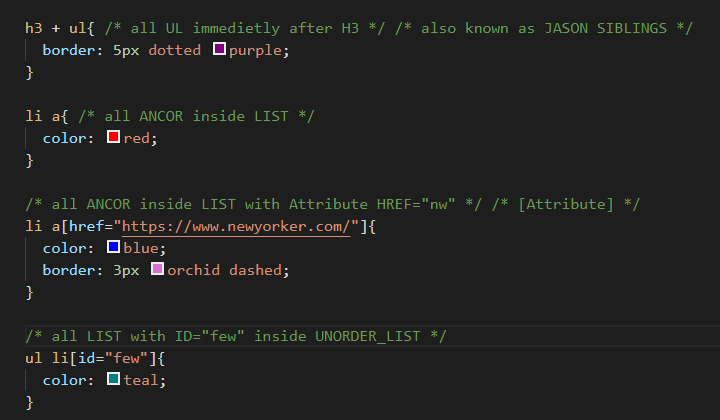 h3 + ul{ /* all UL immedietly after H3 */ /* also known as JASON SIBLINGS */
border: 5px dotted purple;
}
li a{ /* all ANCOR inside LIST */
color: red;
}
/* all ANCOR inside LIST with Attribute HREF="nw" */ /* [Attribute] */
li a[href="https://www.newyorker.com/"]{
color: blue;
border: 3px orchid dashed;
}
/* all LIST with ID="few" inside UNORDER_LIST */
ul li[id="few"]{
color: teal;
}